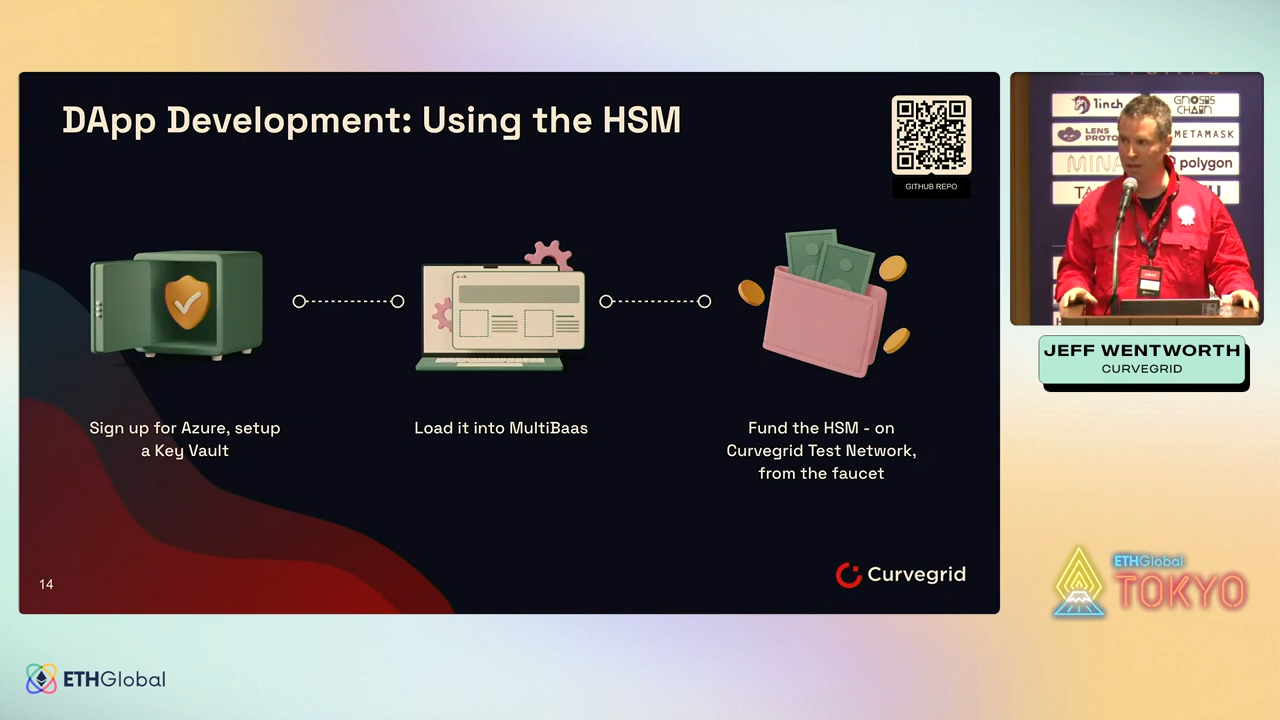 DApp Development: Using the HSM
GITHUB REPO
Sign up for Azure, setup
a Key Vault
Load it into MultiBaas
Fund the HSM - on
Curvegrid Test Network,
from the faucet
14
Curvegrid
1inch
GNOSIS
CHAIN
LENS
METAMASK
polygon
JEFF WENTWORTH
CURVEGRID
ETHGlobal
TOKYO
ETHGlobal